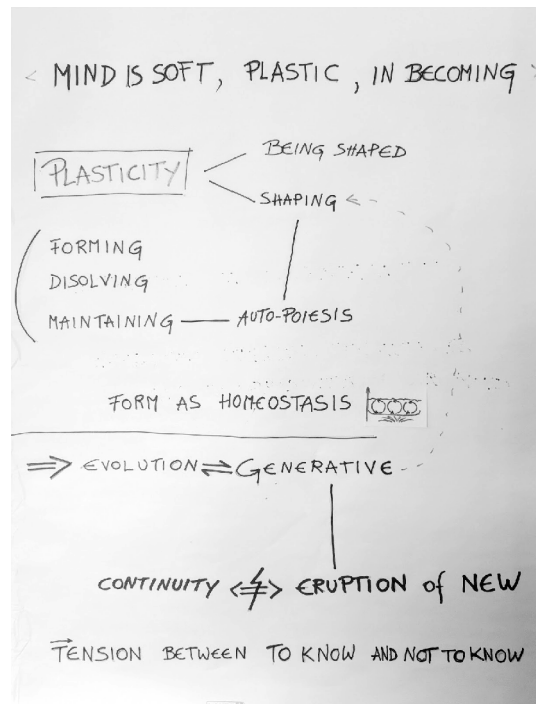 < MIND IS SOFT, PLASTIC, IN BECOMING >
PLASTICITY
BEING SHAPED
SHAPING
FORMING
DISOLVING
MAINTAINING — AUTO-POIESIS
FORM AS HOMEOSTASIS
⇒ EVOLUTION ⇌ GENERATIVE
CONTINUITY <≠> ERUPTION of NEW
TENSION BETWEEN TO KNOW AND NOT TO KNOW